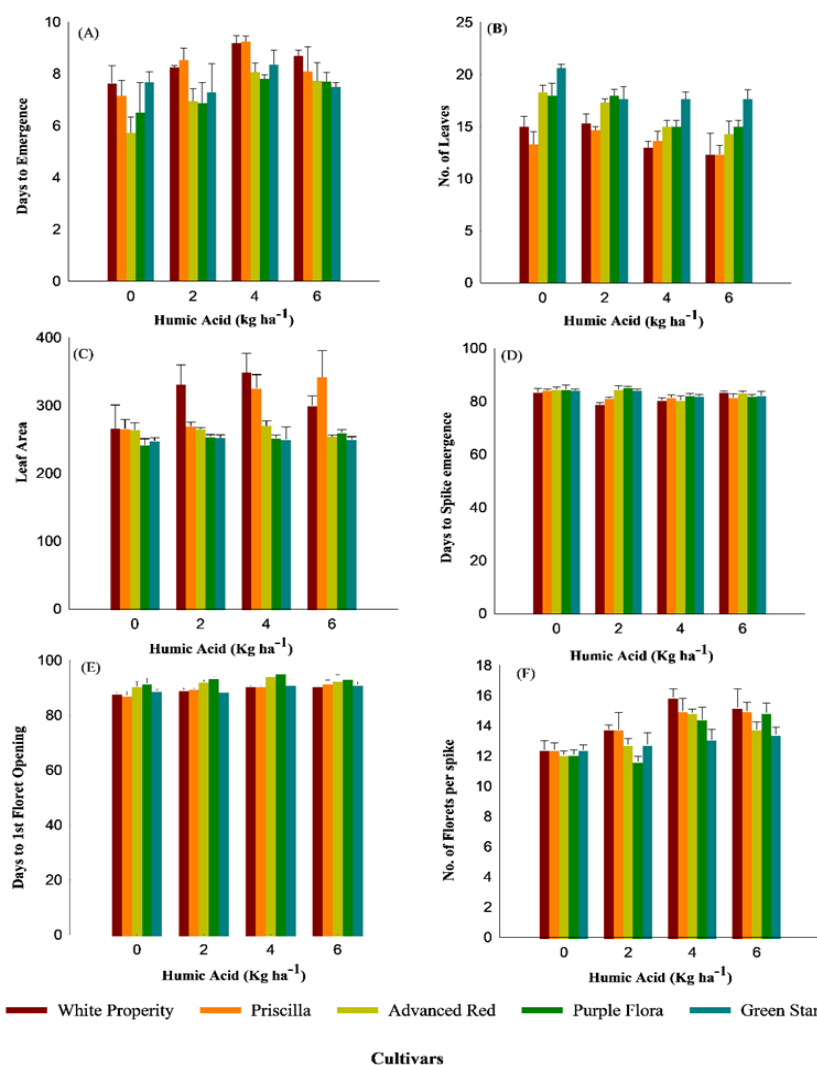 (A)
Days to Emergence
10
8
6
4
2
0
0 2 4 6
Humic Acid (kg ha⁻¹)
(B)
No. of Leaves
25
20
15
10
5
0
0 2 4 6
Humic Acid (kg ha⁻¹)
(C)
Leaf Area
400
300
200
100
0
0 2 4 6
Humic Acid (Kg ha⁻¹)
(D)
Days to Spike emergence
100
80
60
40
20
0
0 2 4 6
Humic Acid (Kg ha⁻¹)
(E)
Days to 1st Floret Opening
100
80
60
40
20
0
0 2 4 6
Humic Acid (Kg ha⁻¹)
(F)
No. of Florets per spike
18
16
14
12
10
8
6
4
2
0
0 2 4 6
Humic Acid (Kg ha⁻¹)
White Properity Priscilla Advanced Red Purple Flora Green Star
Cultivars